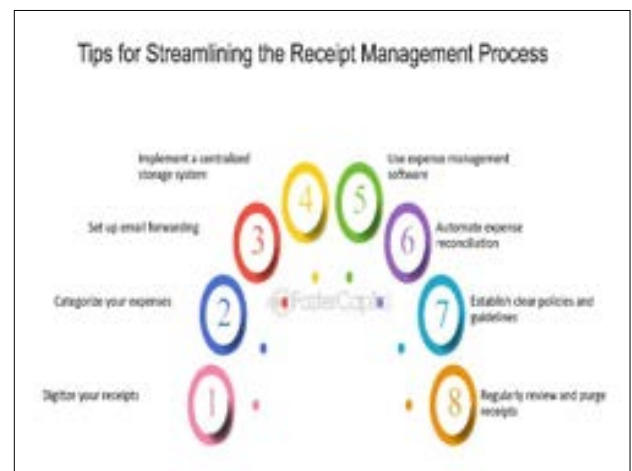 Tips for Streamlining the Receipt Management Process
Implement a centralized
storage system
4
5
Use expense management
software
Set up email forwarding
3
6
Automate expense
reconciliation
Categorize your expenses
2
FasterCapital
7
Establish clear policies and
guidelines
Digitize your receipts
1
8
Regularly review and purge
receipts